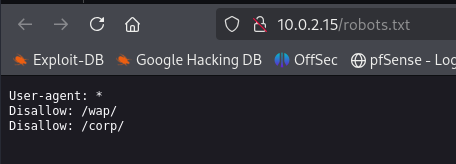 10.0.2.15/robots.txt
Exploit-DB Google Hacking DB OffSec pfSense - Log
User-agent: *
Disallow: /wap/
Disallow: /corp/